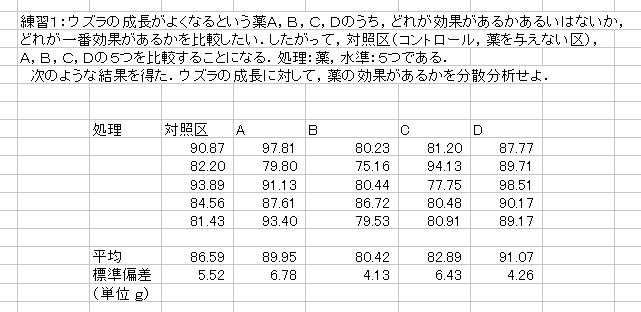 練習1：ウズラの成長がよくなるという薬A，B，C，Dのうち，どれが効果があるかあるいはないか，
どれが一番効果があるかを比較したい．したがって，対照区(コントロール，薬を与えない区)，
A，B，C，Dの5つを比較することになる．処理：薬，水準：5つである．
次のような結果を得た．ウズラの成長に対して，薬の効果があるかを分散分析せよ．
処理 対照区 A B C D
90.87 97.81 80.23 81.20 87.77
82.20 79.80 75.16 94.13 89.71
93.89 91.13 80.44 77.75 98.51
84.56 87.61 86.72 80.48 90.17
81.43 93.40 79.53 80.91 89.17
平均 86.59 89.95 80.42 82.89 91.07
標準偏差 5.52 6.78 4.13 6.43 4.26
(単位 g)